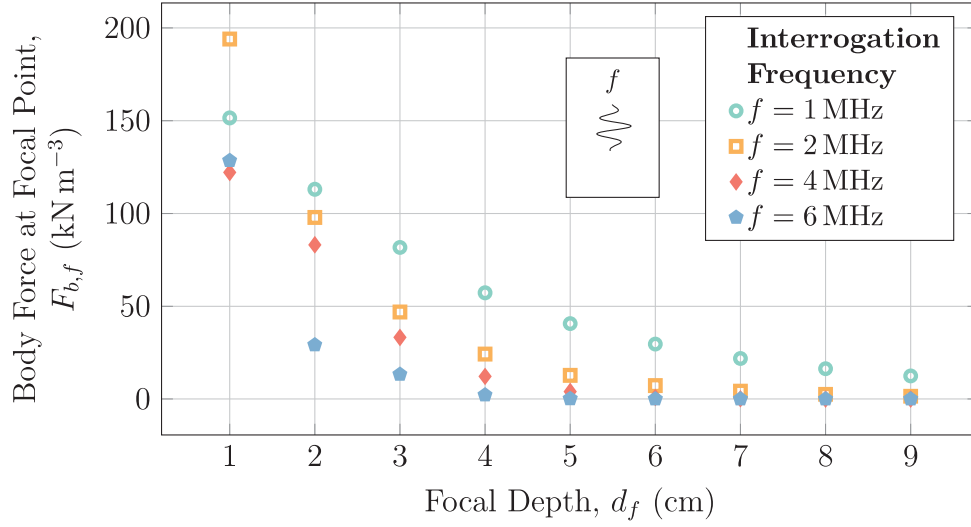 Body Force at Focal Point,
F_{b,f} (kN m⁻³)
200
150
100
50
0
1 2 3 4 5 6 7 8 9
Focal Depth, d_f (cm)
f
Interrogation
Frequency
f = 1 MHz
f = 2 MHz
f = 4 MHz
f = 6 MHz